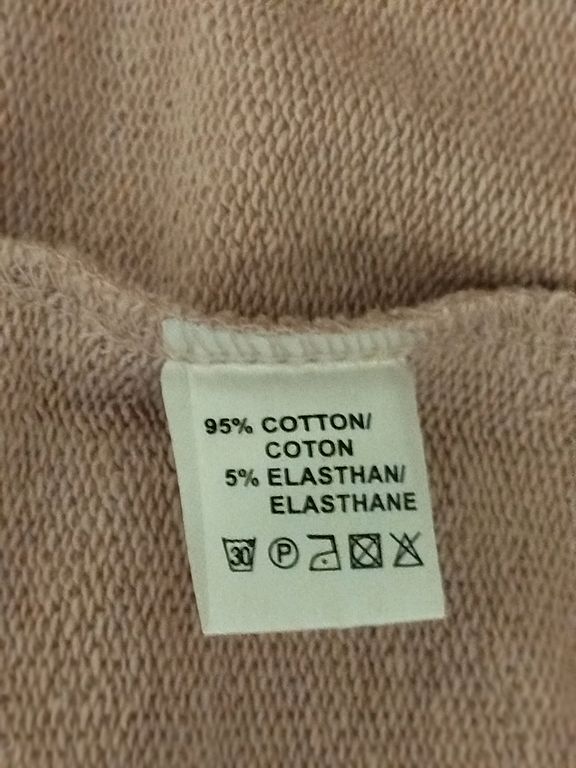 95% COTTON/
COTON
5% ELASTHAN/
ELASTHANE
30 P